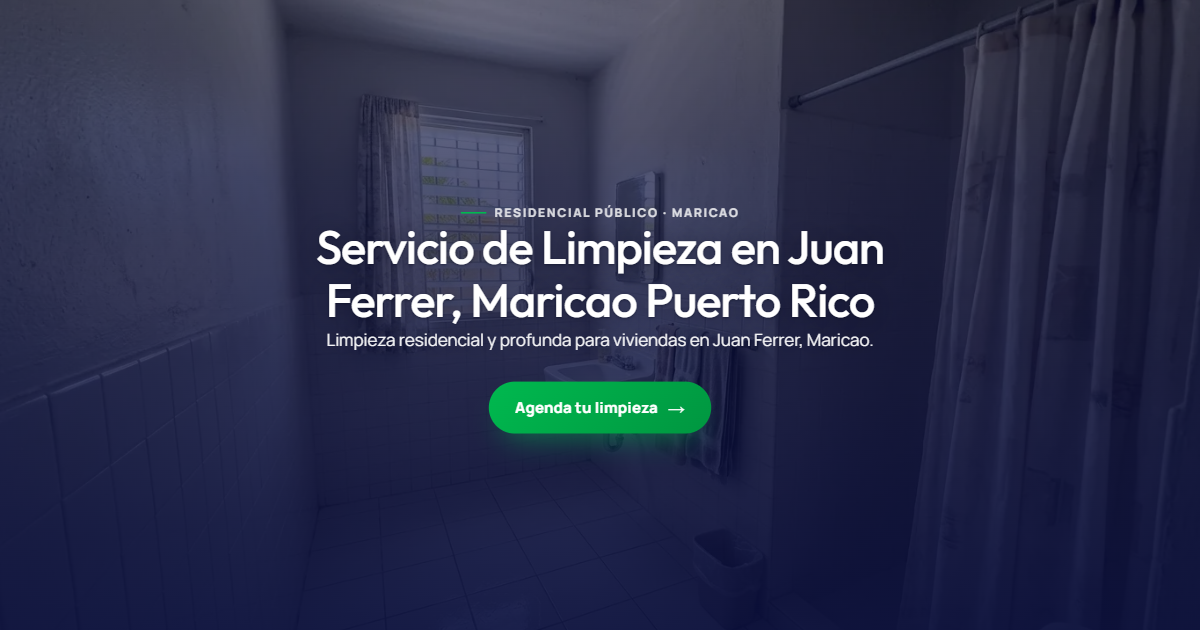 RESIDENCIAL PÚBLICO · MARICAO
Servicio de Limpieza en Juan
Ferrer, Maricao Puerto Rico
Limpieza residencial y profunda para viviendas en Juan Ferrer, Maricao.
Agenda tu limpieza →